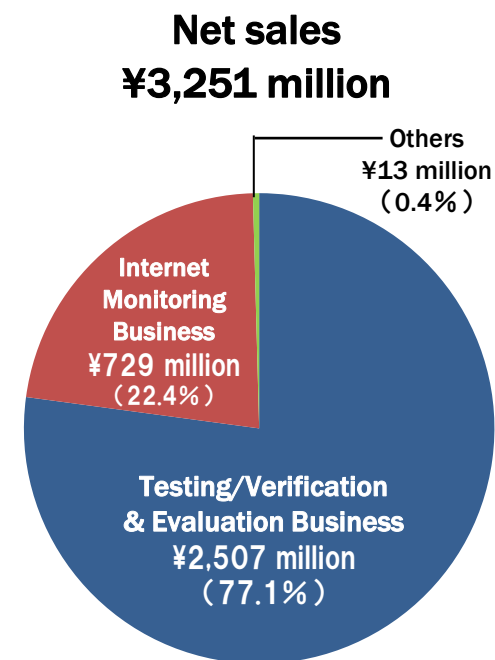 Net sales
¥3,251 million
Others
¥13 million
(0.4%)
Internet
Monitoring
Business
¥729 million
(22.4%)
Testing/Verification
& Evaluation Business
¥2,507 million
(77.1%)